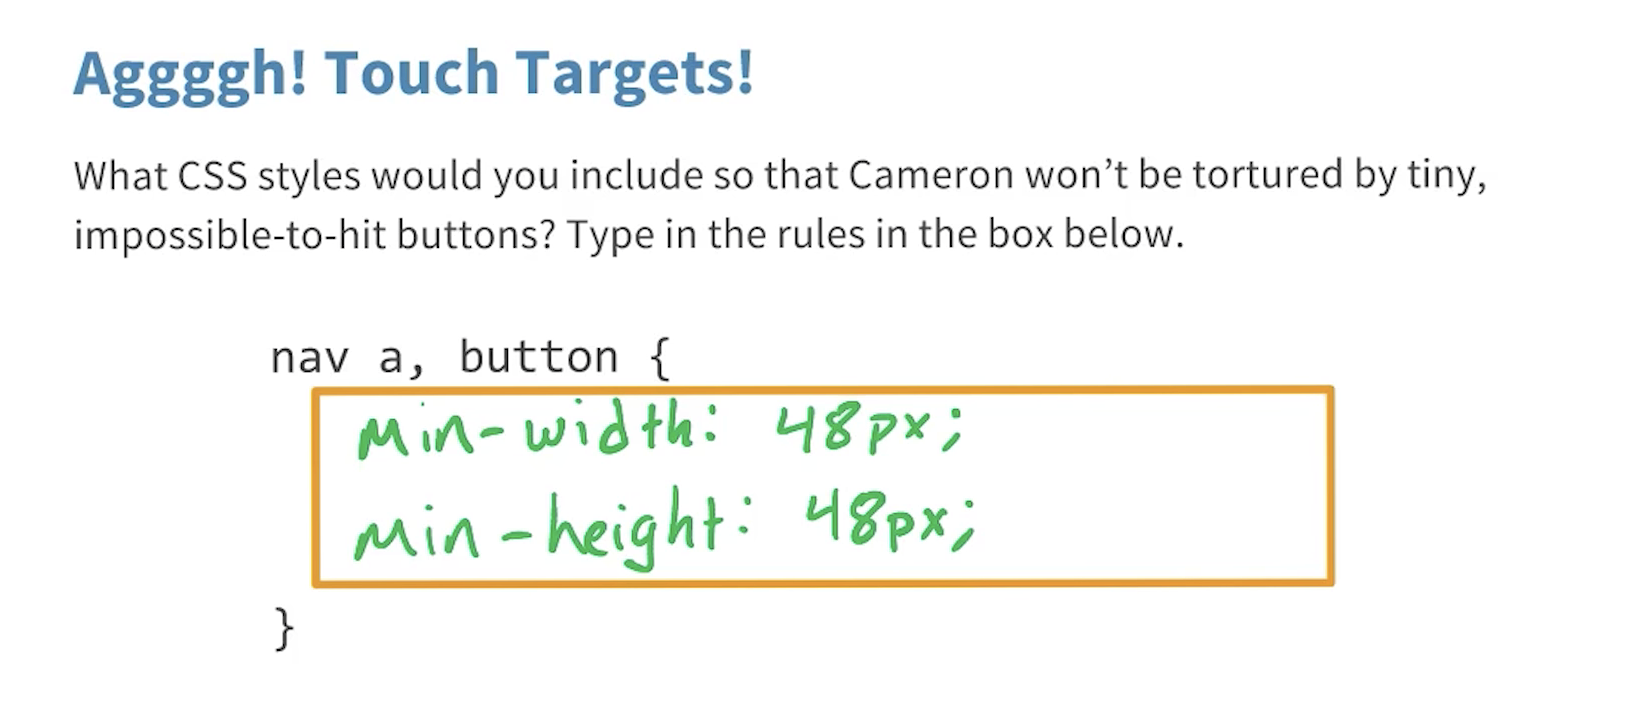 Aggggh! Touch Targets!
What CSS styles would you include so that Cameron won’t be tortured by tiny,
impossible-to-hit buttons? Type in the rules in the box below.
nav a, button {
min-width: 48px;
min-height: 48px;
}